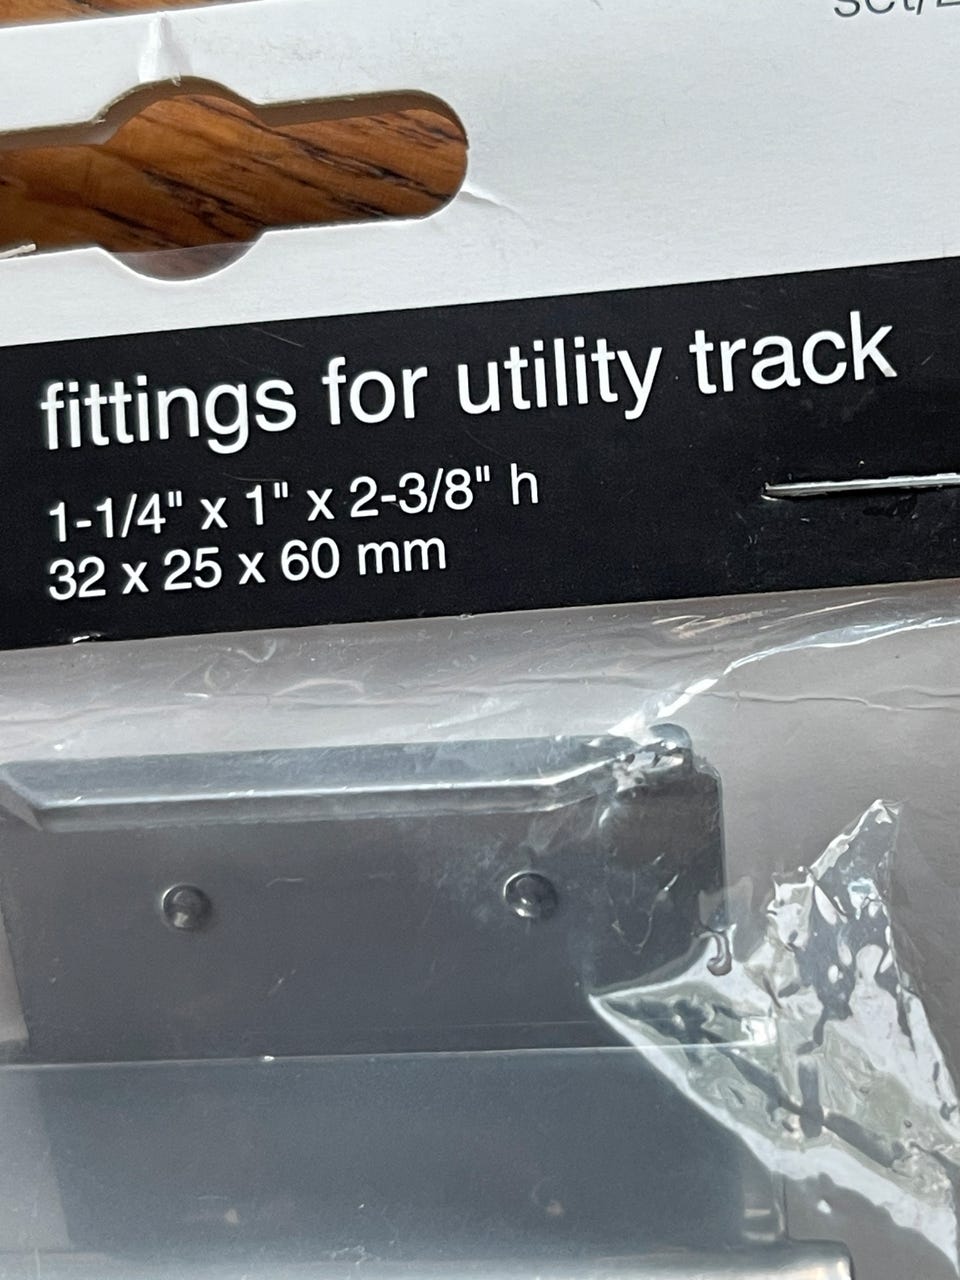 fittings for utility track
1-1/4" x 1" x 2-3/8" h
32 x 25 x 60 mm